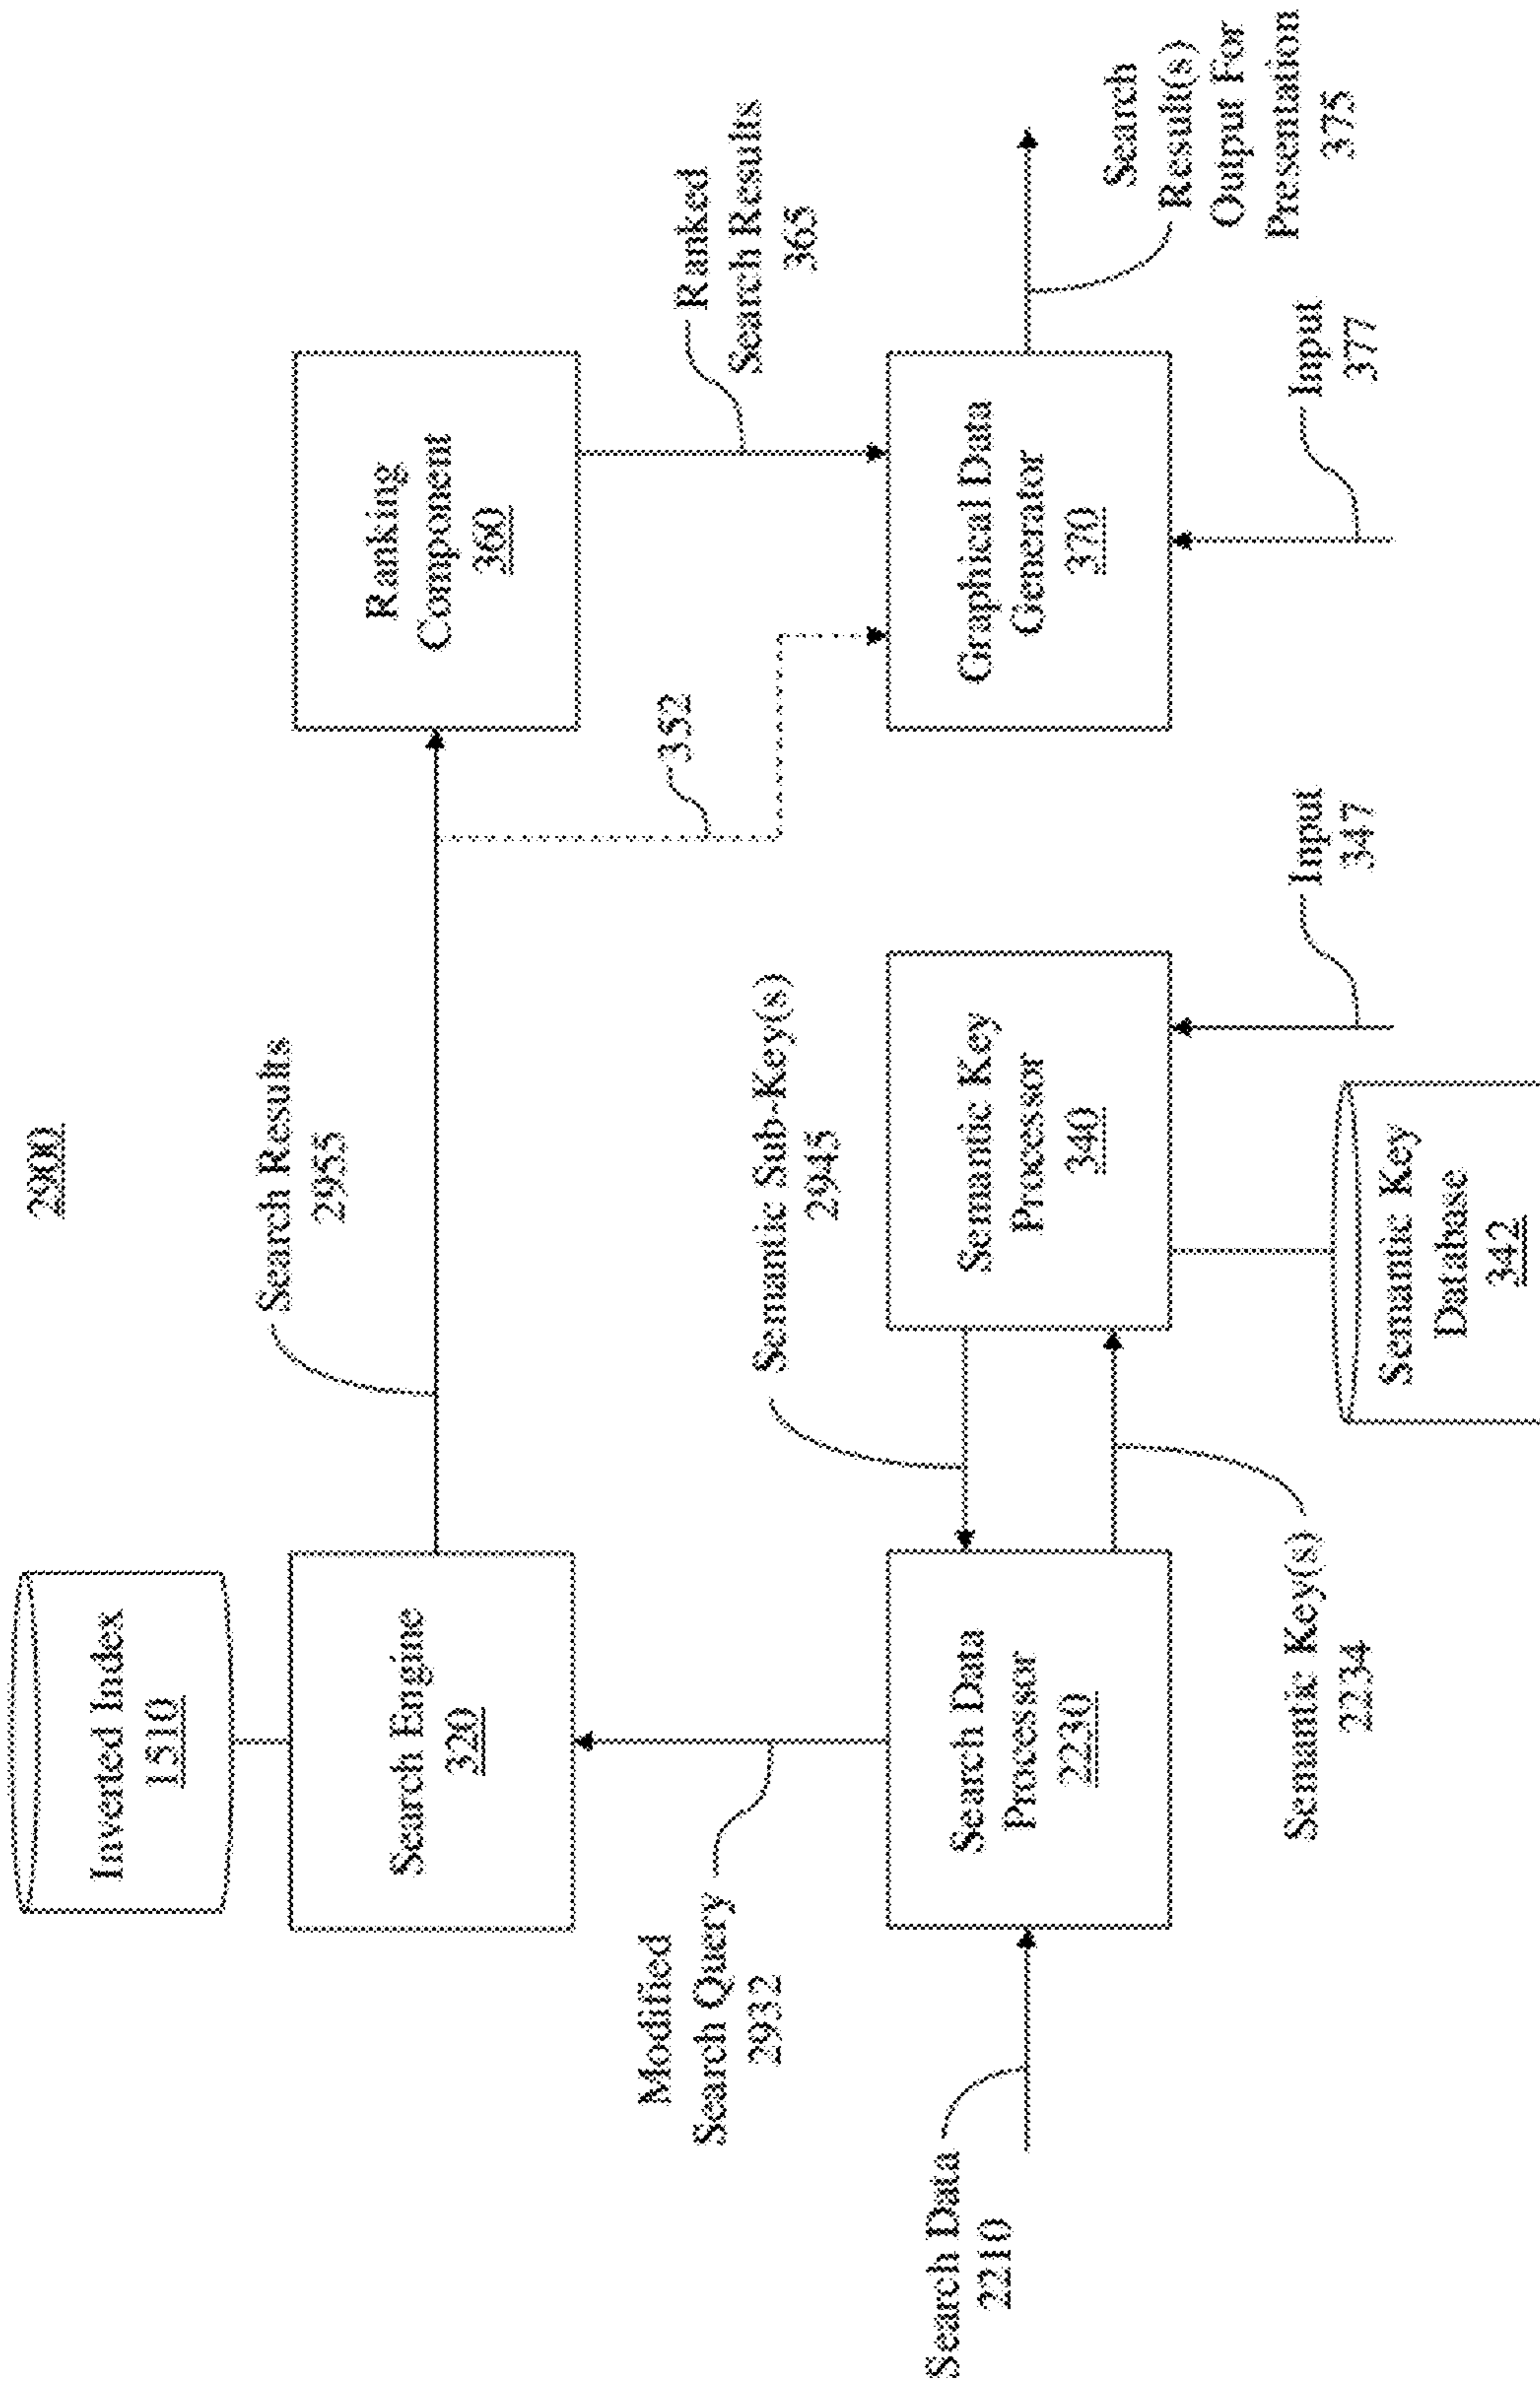 2900
Inverted Index
1510
Search Engine
320
Search Results
2955
Ranking
Component
360
Modified
Search Query
2932
352
Ranked
Search Results
365
Semantic Sub-Key(s)
2945
Search Data
2210
Search Data
Processor
2230
Semantic Key
Processor
340
Graphical Data
Generator
370
Search
Result(s)
Output For
Presentation
375
Semantic Key(s)
2234
Input
347
Input
377
Semantic Key
Database
342